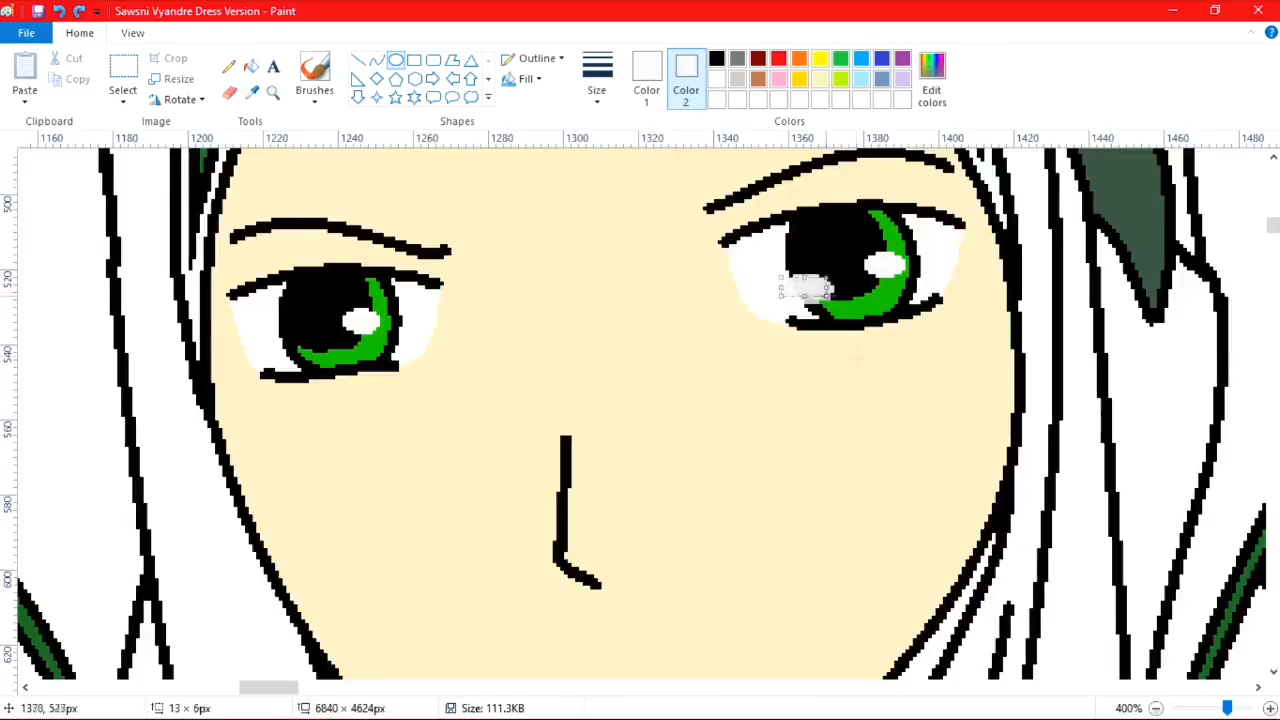 Sawsni Vyandre Dress Version - Paint
File Home View
Paste
Cut
Copy
Clipboard
Select
Crop
Resize
Rotate
Image
A
Tools
Brushes
Outline
Fill
Shapes
Size
Color 1
Color 2
Edit colors
Colors
1160 1180 1200 1220 1240 1260 1280 1300 1320 1340 1360 1380 1400 1420 1440 1460 1480
500
520
540
560
580
600
620
13 × 6px 6840 × 4624px Size: 111.3KB 400%